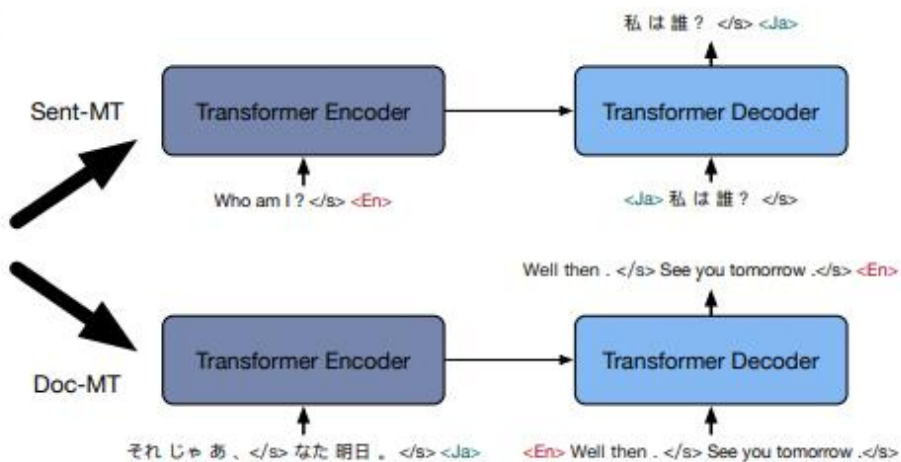 私 は 誰 ? </s> <Ja>
Sent-MT
Transformer Encoder
Transformer Decoder
Who am I ? </s> <En>
<Ja> 私 は 誰 ? </s>
Well then . </s> See you tomorrow .</s> <En>
Transformer Encoder
Transformer Decoder
Doc-MT
それ じゃ あ 、</s> なた 明日 。 </s> <Ja>
<En> Well then . </s> See you tomorrow .</s>